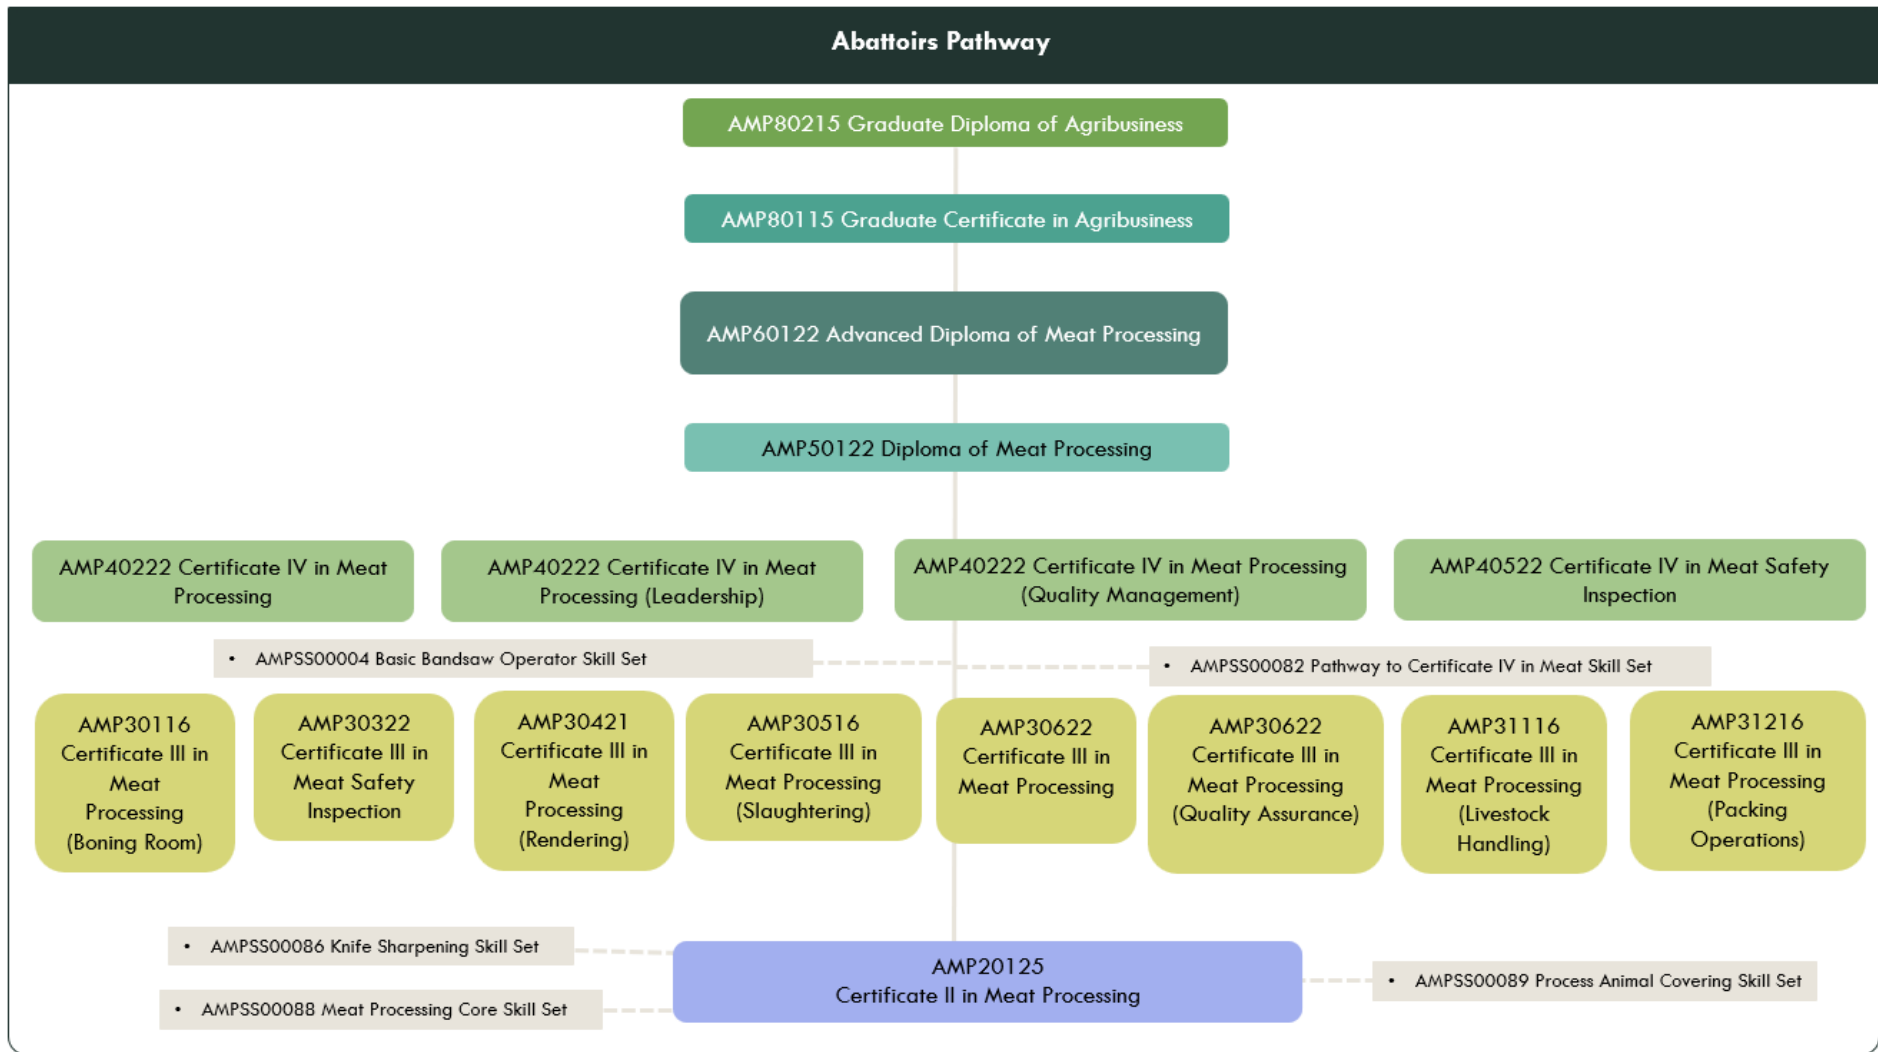 Abattoirs Pathway
AMP80215 Graduate Diploma of Agribusiness
AMP80115 Graduate Certificate in Agribusiness
AMP60122 Advanced Diploma of Meat Processing
AMP50122 Diploma of Meat Processing
AMP40222 Certificate IV in Meat
Processing
AMP40222 Certificate IV in Meat
Processing (Leadership)
AMP40222 Certificate IV in Meat Processing
(Quality Management)
AMP40522 Certificate IV in Meat Safety
Inspection
• AMPSS00004 Basic Bandsaw Operator Skill Set
• AMPSS00082 Pathway to Certificate IV in Meat Skill Set
AMP30116
Certificate III in
Meat
Processing
(Boning Room)
AMP30322
Certificate III in
Meat Safety
Inspection
AMP30421
Certificate III in
Meat
Processing
(Rendering)
AMP30516
Certificate III in
Meat Processing
(Slaughtering)
AMP30622
Certificate III in
Meat Processing
AMP30622
Certificate III in
Meat Processing
(Quality Assurance)
AMP31116
Certificate III in
Meat Processing
(Livestock
Handling)
AMP31216
Certificate III in
Meat Processing
(Packing
Operations)
• AMPSS00086 Knife Sharpening Skill Set
• AMPSS00088 Meat Processing Core Skill Set
AMP20125
Certificate II in Meat Processing
• AMPSS00089 Process Animal Covering Skill Set